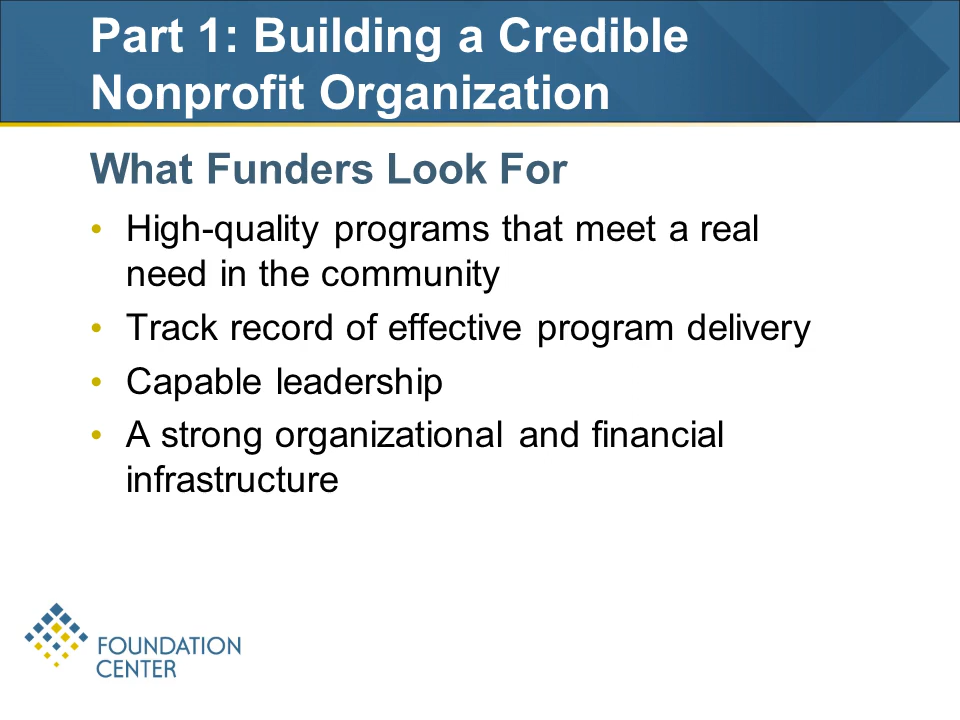 Part 1: Building a Credible
Nonprofit Organization
What Funders Look For
• High-quality programs that meet a real
need in the community
• Track record of effective program delivery
• Capable leadership
• A strong organizational and financial
infrastructure
FOUNDATION
CENTER